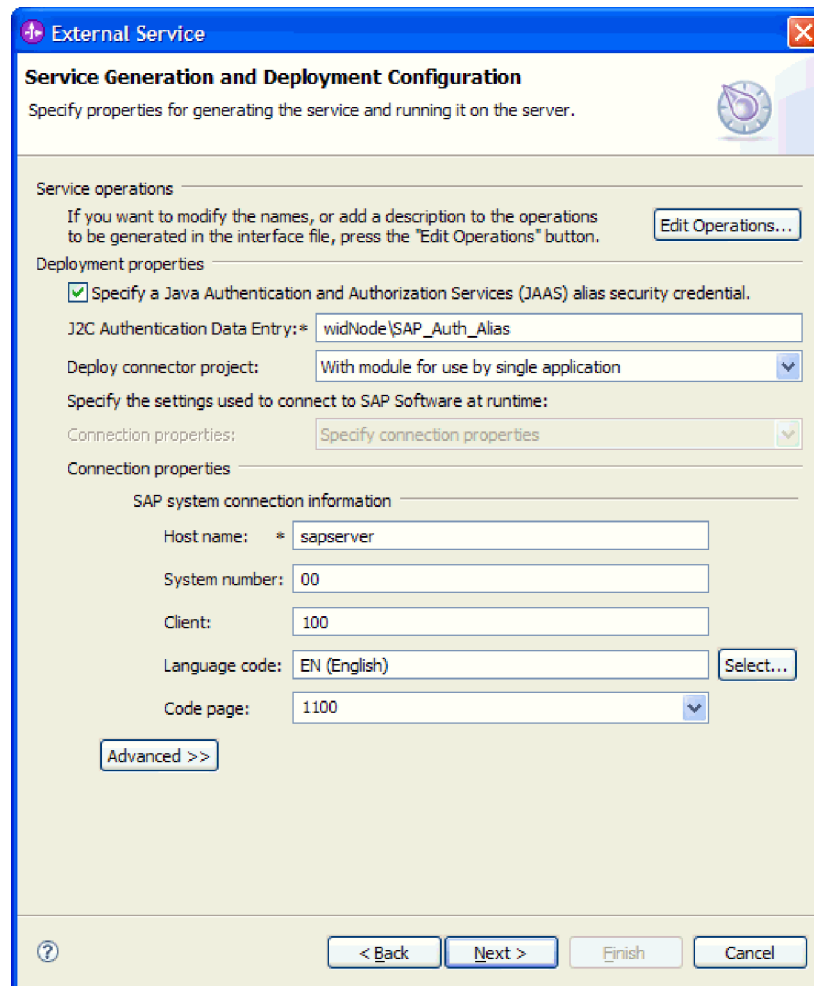 External Service
Service Generation and Deployment Configuration
Specify properties for generating the service and running it on the server.
Service operations
If you want to modify the names, or add a description to the operations
to be generated in the interface file, press the "Edit Operations" button.
Edit Operations...
Deployment properties
Specify a Java Authentication and Authorization Services (JAAS) alias security credential.
J2C Authentication Data Entry:* widNode\SAP_Auth_Alias
Deploy connector project: With module for use by single application
Specify the settings used to connect to SAP Software at runtime:
Connection properties: Specify connection properties
Connection properties
SAP system connection information
Host name: * sapserver
System number: 00
Client: 100
Language code: EN (English) Select...
Code page: 1100
Advanced >>
? < Back Next > Finish Cancel